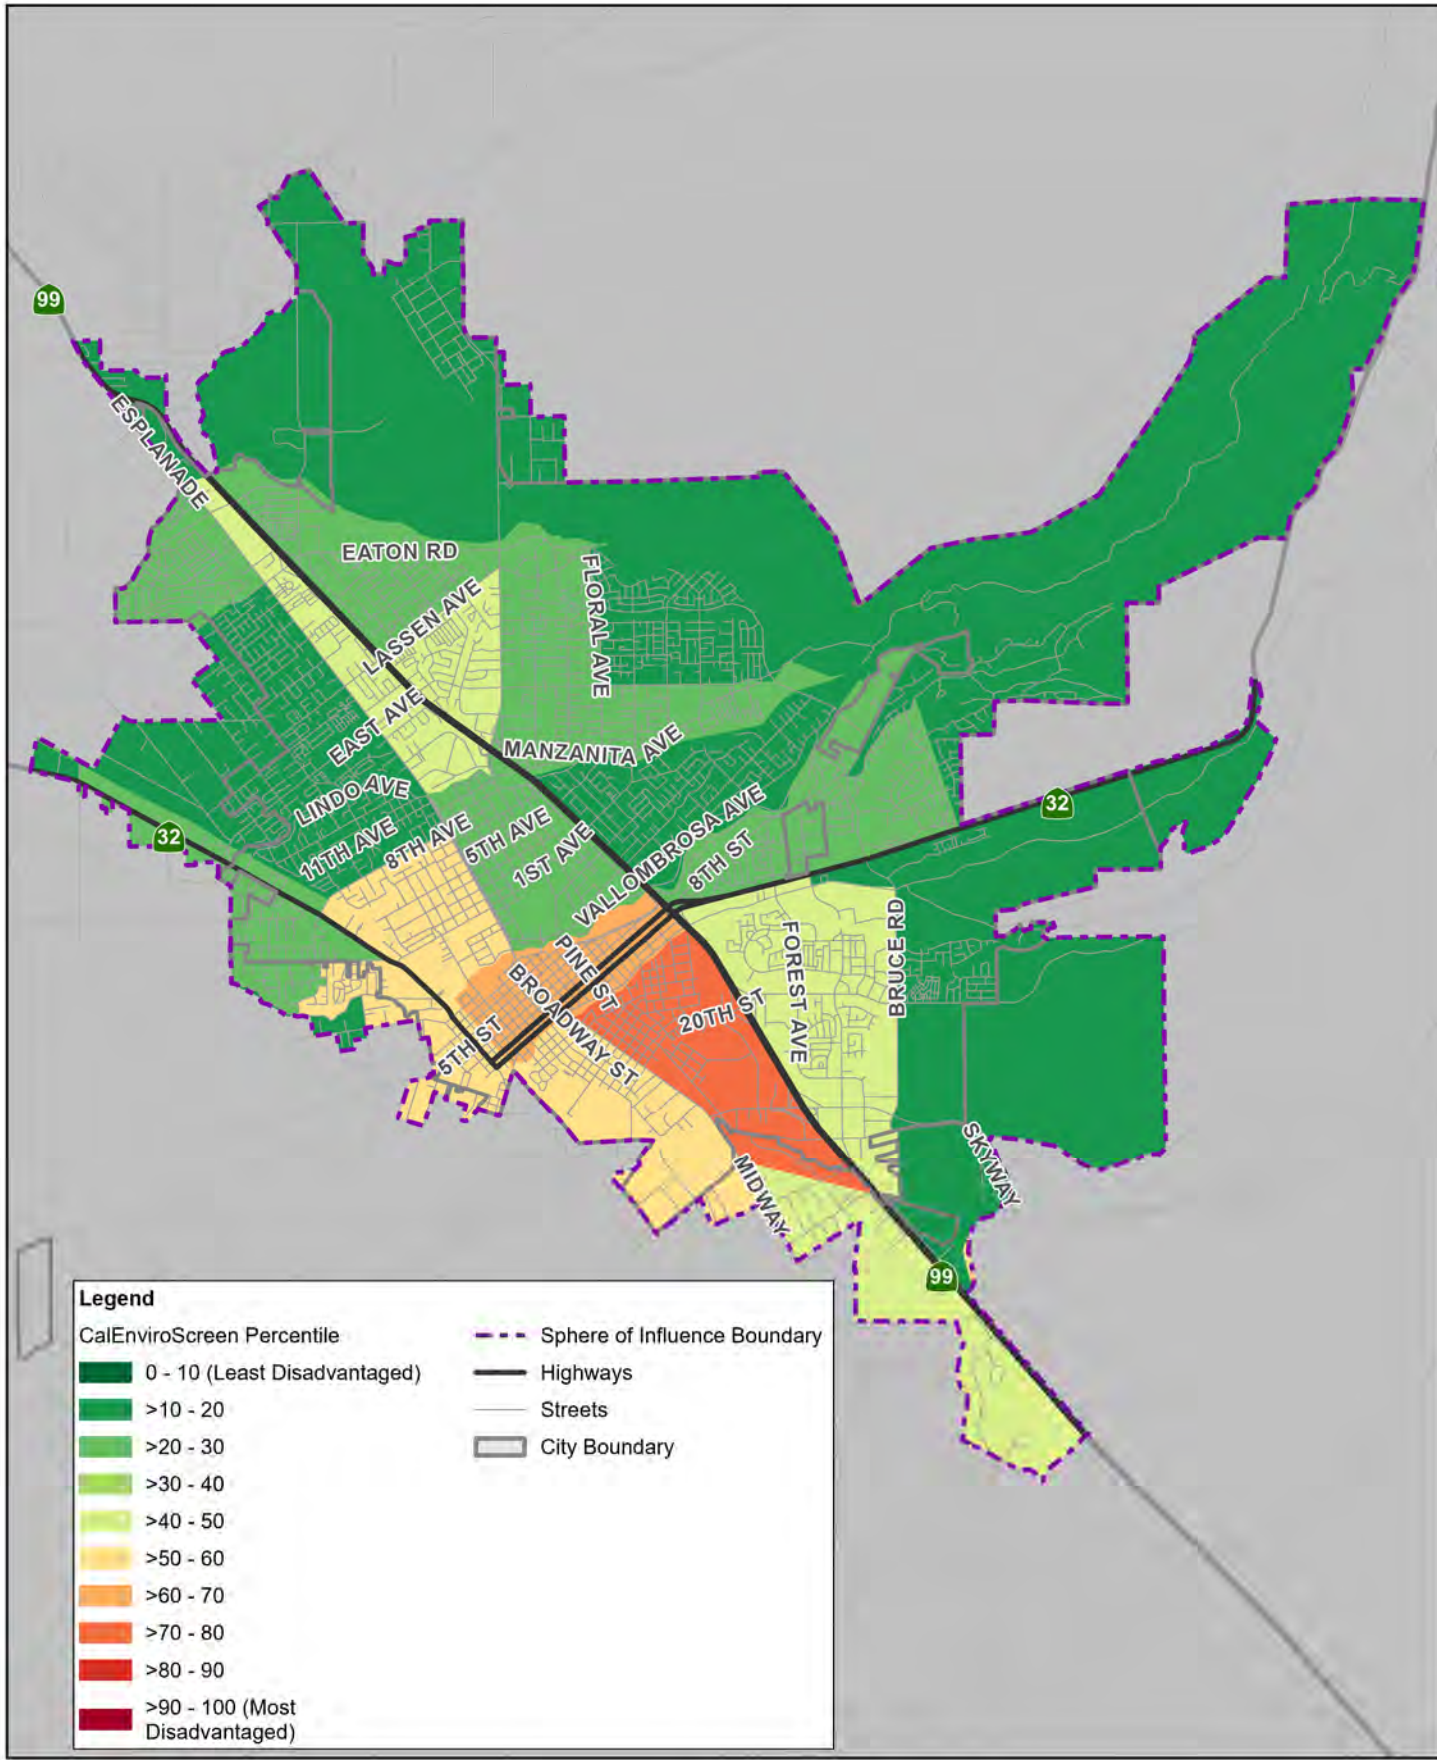 99
ESPLANADE
EATON RD
FLORAL AVE
LASSEN AVE
EAST AVE
MANZANITA AVE
LINDO AVE
32
32
11TH AVE
8TH AVE
5TH AVE
1ST AVE
VALLOMBROSA AVE
8TH ST
PINE ST
BROADWAY ST
FOREST AVE
BRUCE RD
20TH ST
5TH ST
SKYWAY
MIDWAY
99
Legend
CalEnviroScreen Percentile
0 - 10 (Least Disadvantaged)
>10 - 20
>20 - 30
>30 - 40
>40 - 50
>50 - 60
>60 - 70
>70 - 80
>80 - 90
>90 - 100 (Most
Disadvantaged)
Sphere of Influence Boundary
Highways
Streets
City Boundary